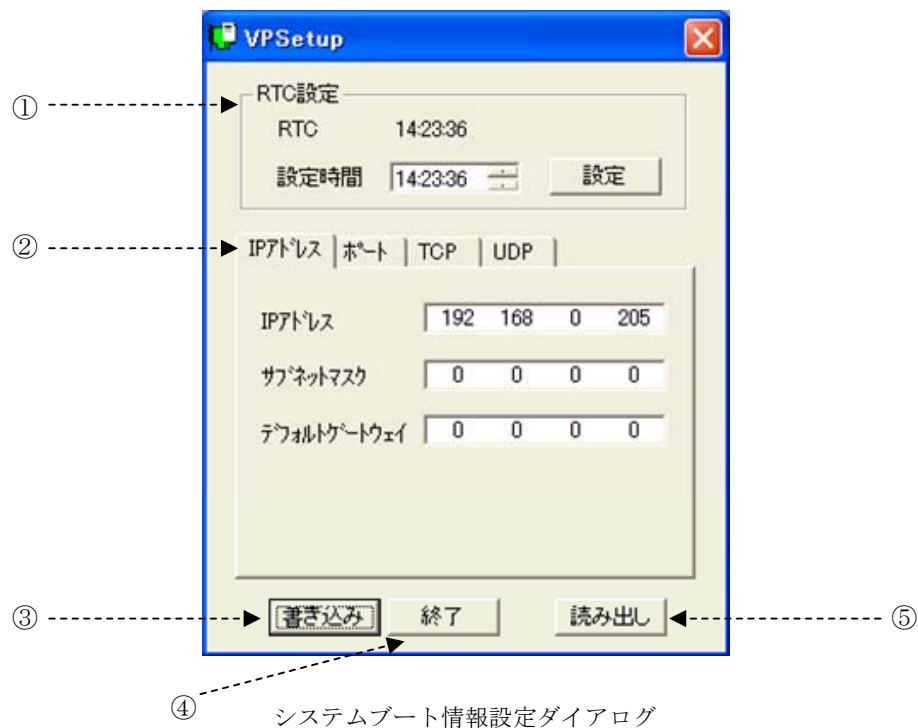 VPSetup
① RTC設定
RTC 14:23:36
設定時間 14:23:36 設定
② IPアドレス ポート TCP UDP
IPアドレス 192 168 0 205
サブネットマスク 0 0 0 0
デフォルトゲートウェイ 0 0 0 0
③ 書き込み 終了 読み出し ⑤
④
システムブート情報設定ダイアログ